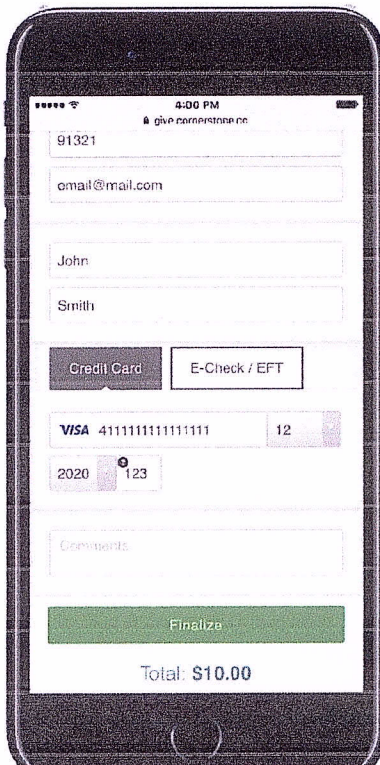 4:00 PM
give.cornerstone.cc
91321
email@mail.com
John
Smith
Credit Card
E-Check / EFT
VISA 4111111111111111
12
2020
123
Comments
Finalize
Total: $10.00